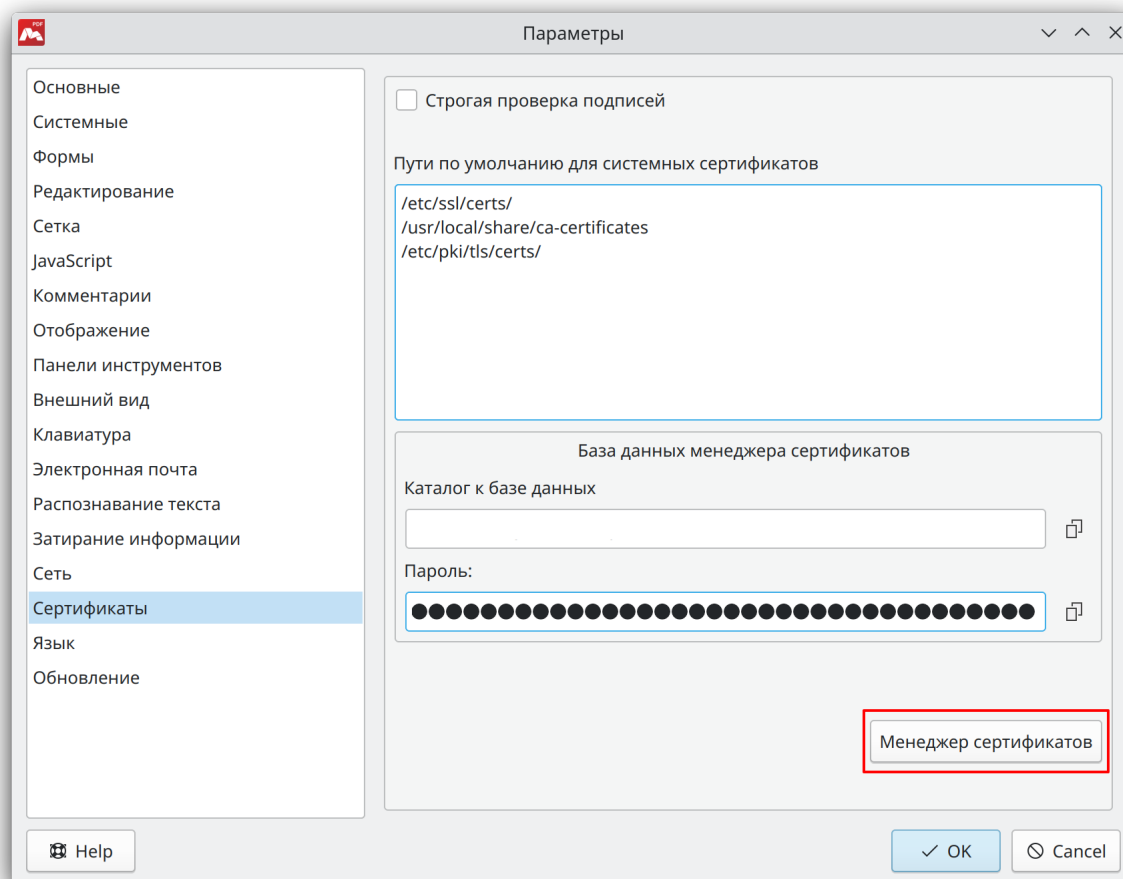 PDF
Параметры
Основные
Системные
Формы
Редактирование
Сетка
JavaScript
Комментарии
Отображение
Панели инструментов
Внешний вид
Клавиатура
Электронная почта
Распознавание текста
Затирание информации
Сеть
Сертификаты
Язык
Обновление
Строгая проверка подписей
Пути по умолчанию для системных сертификатов
/etc/ssl/certs/
/usr/local/share/ca-certificates
/etc/pki/tls/certs/
База данных менеджера сертификатов
Каталог к базе данных
Пароль:
Менеджер сертификатов
Help
OK
Cancel